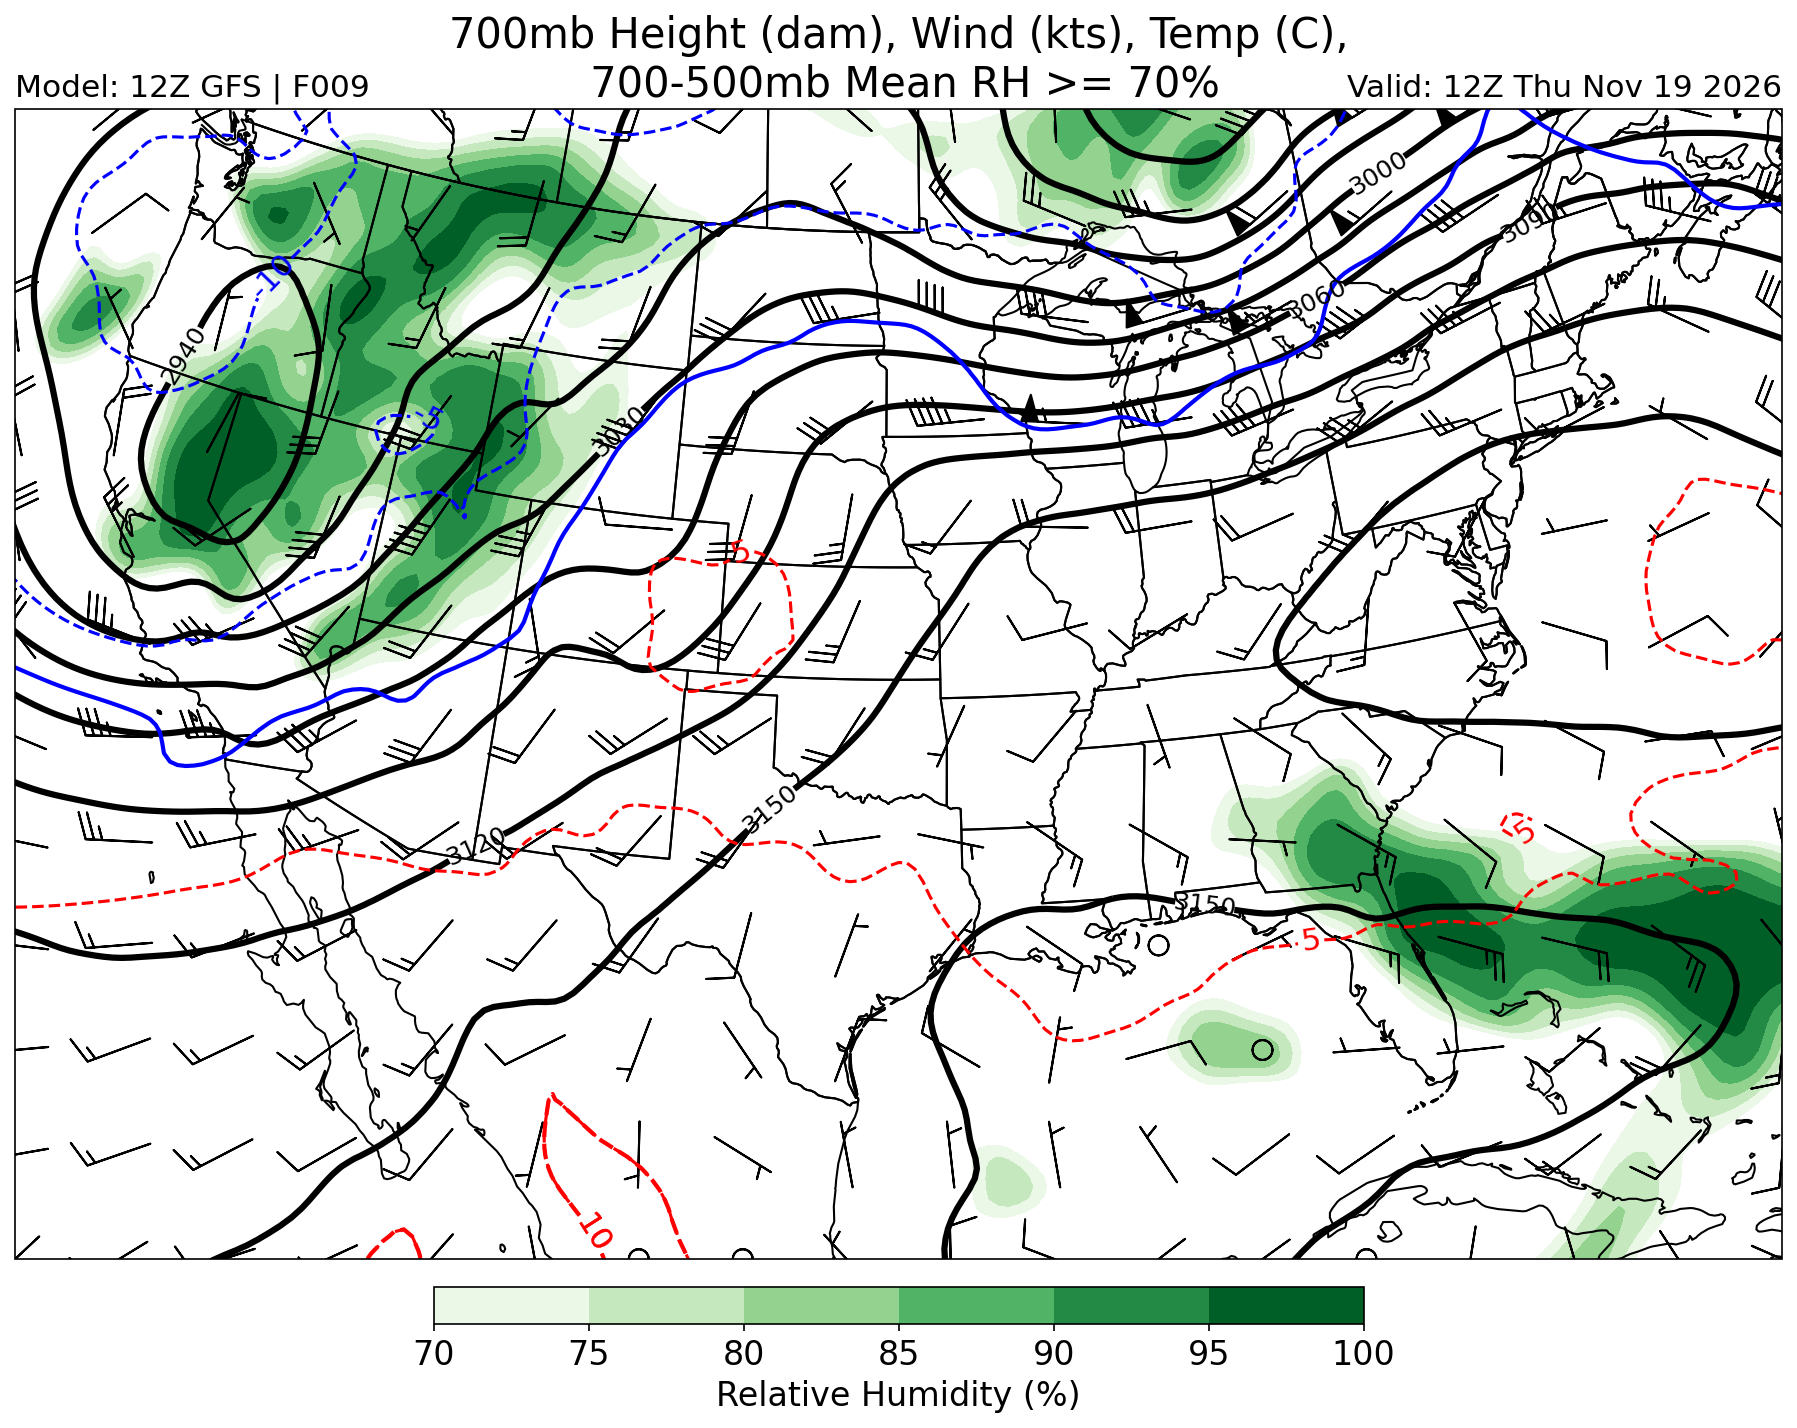 700mb Height (dam), Wind (kts), Temp (C),
Model: 12Z GFS | F009
700-500mb Mean RH >= 70%
Valid: 12Z Thu Nov 19 2026
3000
3090
-10
3060
2940
-5
3030
5
3150
3120
5
3150
5
10
70 75 80 85 90 95 100
Relative Humidity (%)